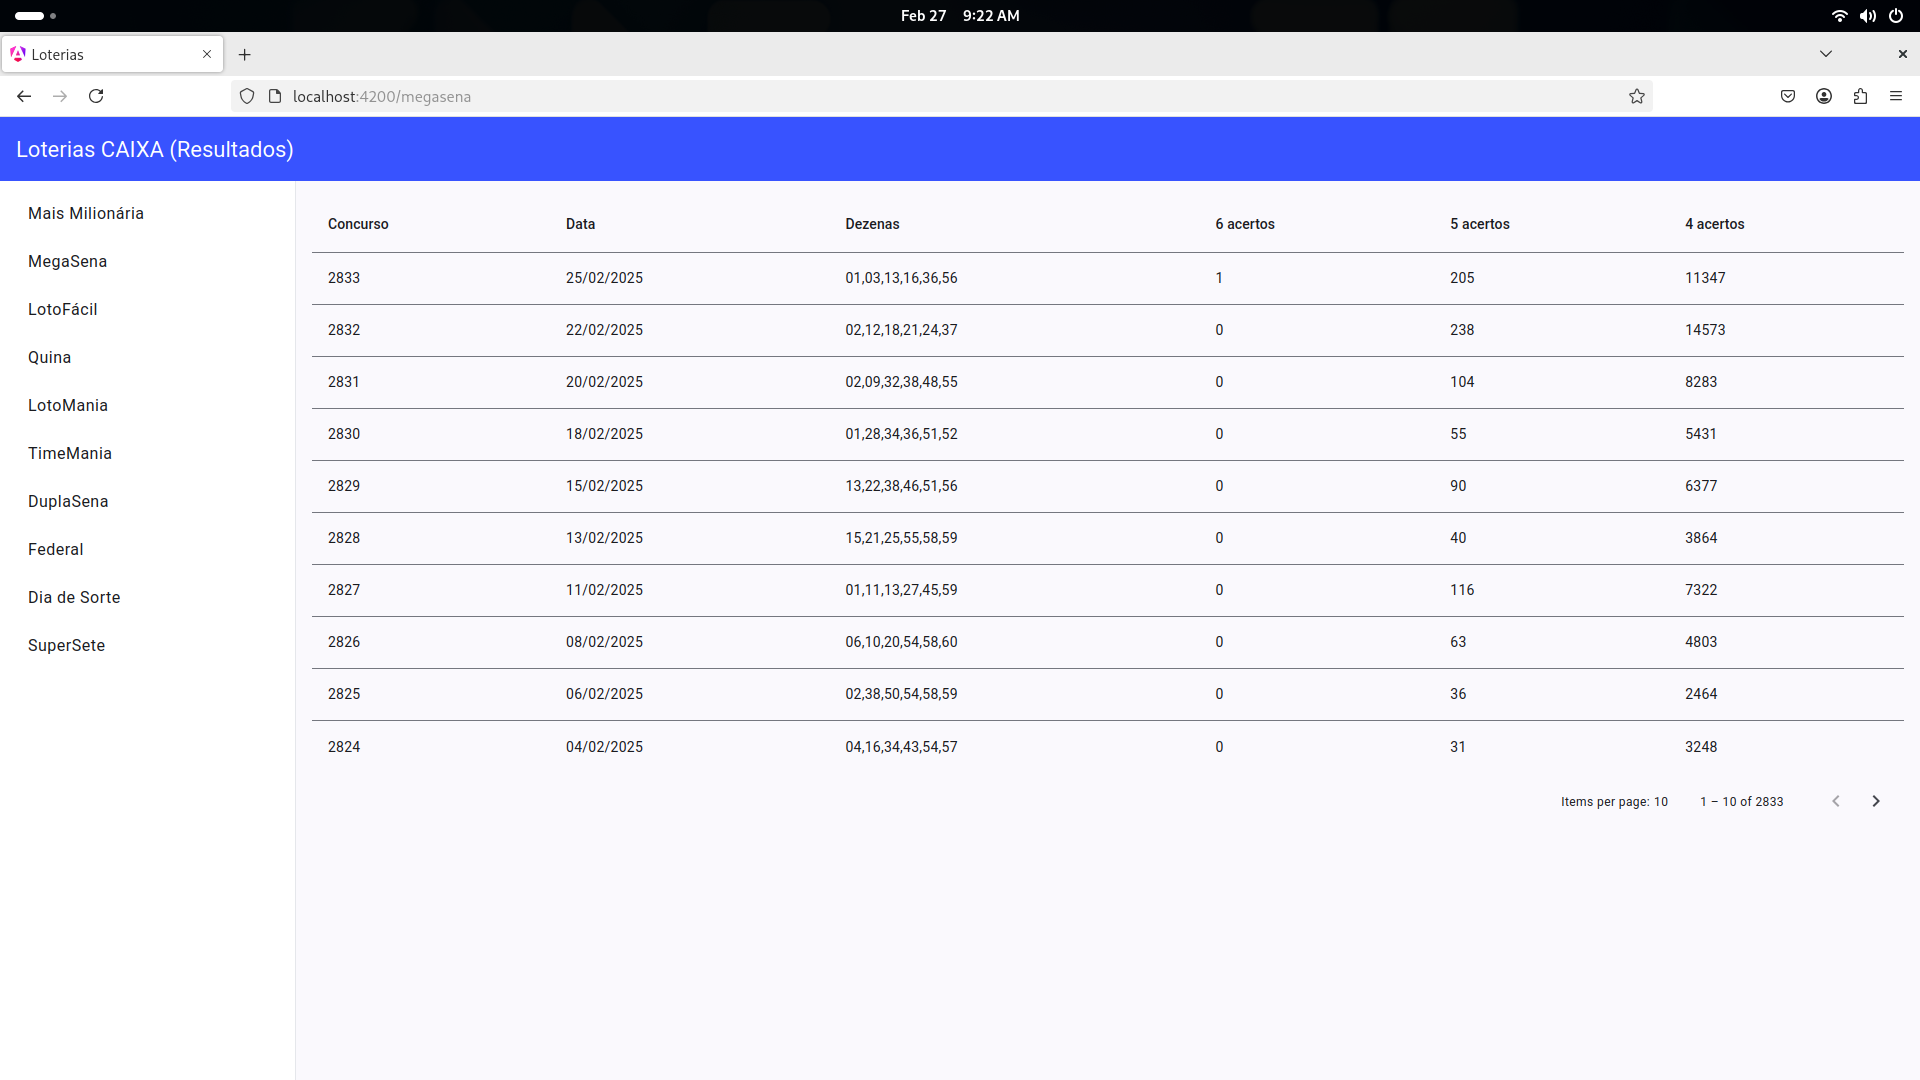 Feb 27 9:22 AM
Loterias
localhost:4200/megasena
Loterias CAIXA (Resultados)
Mais Milionária
MegaSena
LotoFácil
Quina
LotoMania
TimeMania
DuplaSena
Federal
Dia de Sorte
SuperSete
Concurso Data Dezenas 6 acertos 5 acertos 4 acertos
2833 25/02/2025 01,03,13,16,36,56 1 205 11347
2832 22/02/2025 02,12,18,21,24,37 0 238 14573
2831 20/02/2025 02,09,32,38,48,55 0 104 8283
2830 18/02/2025 01,28,34,36,51,52 0 55 5431
2829 15/02/2025 13,22,38,46,51,56 0 90 6377
2828 13/02/2025 15,21,25,55,58,59 0 40 3864
2827 11/02/2025 01,11,13,27,45,59 0 116 7322
2826 08/02/2025 06,10,20,54,58,60 0 63 4803
2825 06/02/2025 02,38,50,54,58,59 0 36 2464
2824 04/02/2025 04,16,34,43,54,57 0 31 3248
Items per page: 10 1 – 10 of 2833